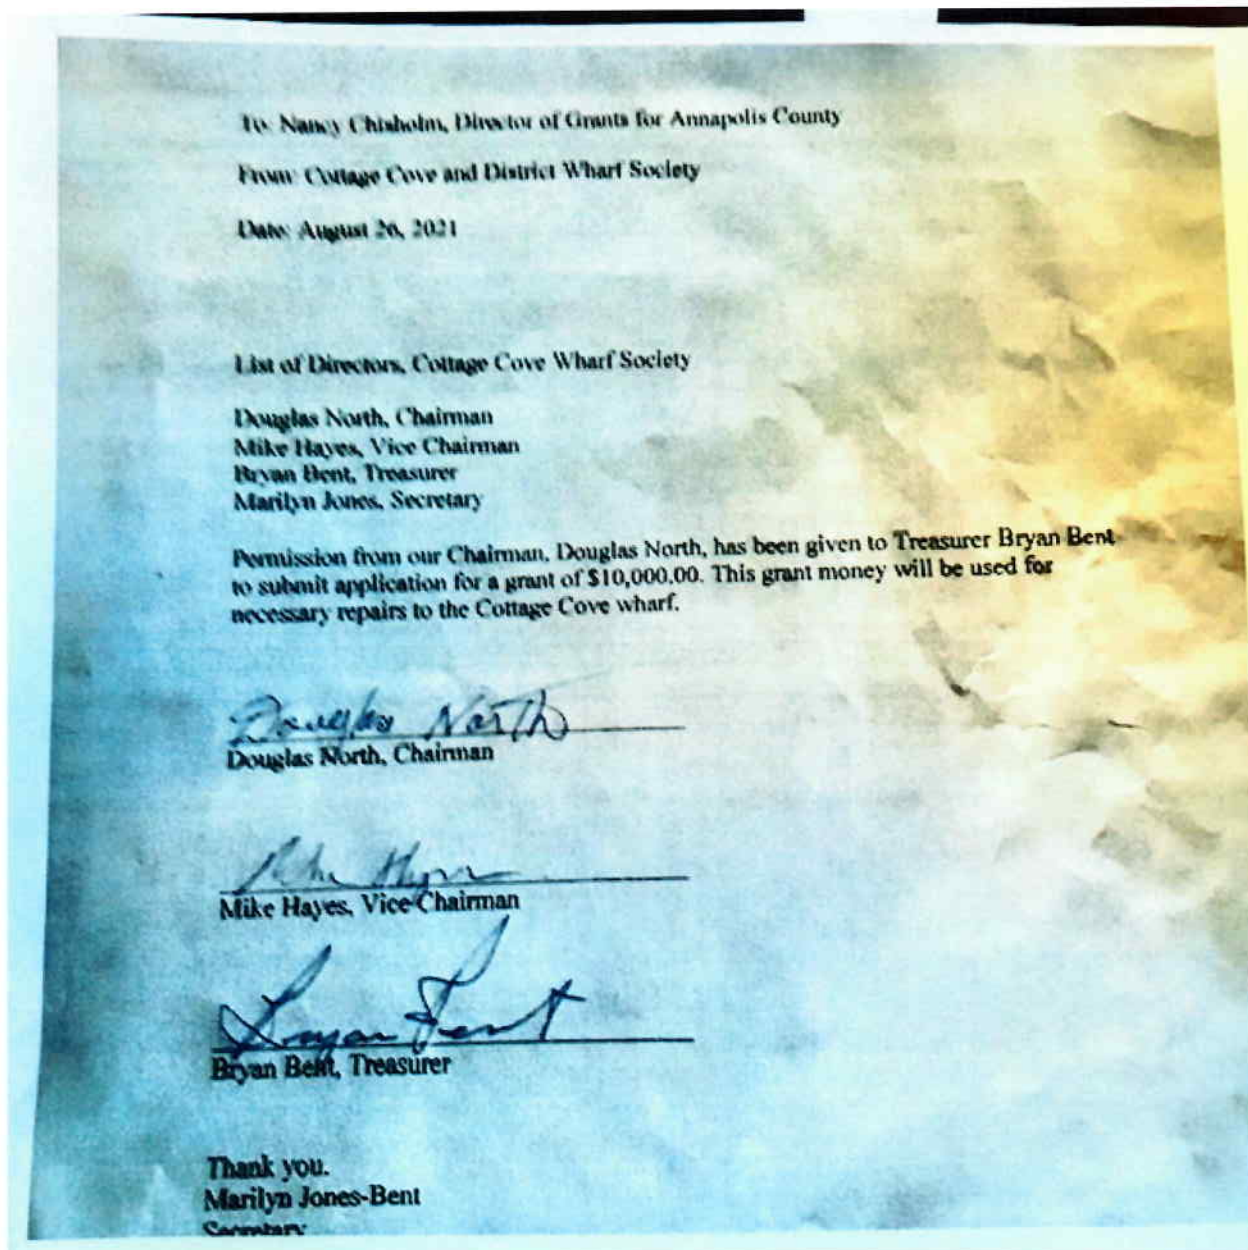 To: Nancy Chisholm, Director of Grants for Annapolis County
From: Cottage Cove and District Wharf Society
Date: August 26, 2021
List of Directors, Cottage Cove Wharf Society
Douglas North, Chairman
Mike Hayes, Vice Chairman
Bryan Bent, Treasurer
Marilyn Jones, Secretary
Permission from our Chairman, Douglas North, has been given to Treasurer Bryan Bent
to submit application for a grant of $10,000.00. This grant money will be used for
necessary repairs to the Cottage Cove wharf.
Douglas North
Douglas North, Chairman
Mike Hayes
Mike Hayes, Vice Chairman
Bryan Bent
Bryan Bent, Treasurer
Thank you.
Marilyn Jones-Bent
Secretary